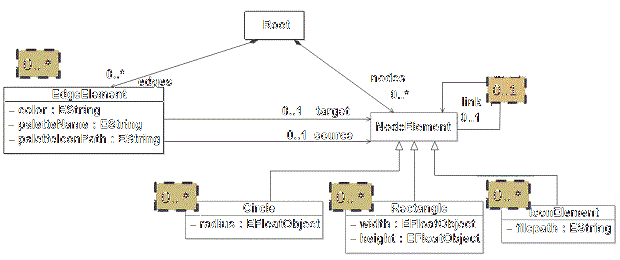 Root
0..*
0..*
edges
nodes
0..*
0..1
EdgeElement
link
0..1
- color : EString
- paletteName : EString
- paletteIconPath : EString
0..1 target
0..1 source
NodeElement
0..*
0..*
0..*
Circle
- radius : EFloatObject
Rectangle
- width : EFloatObject
- height : EFloatObject
IconElement
- filepath : EString